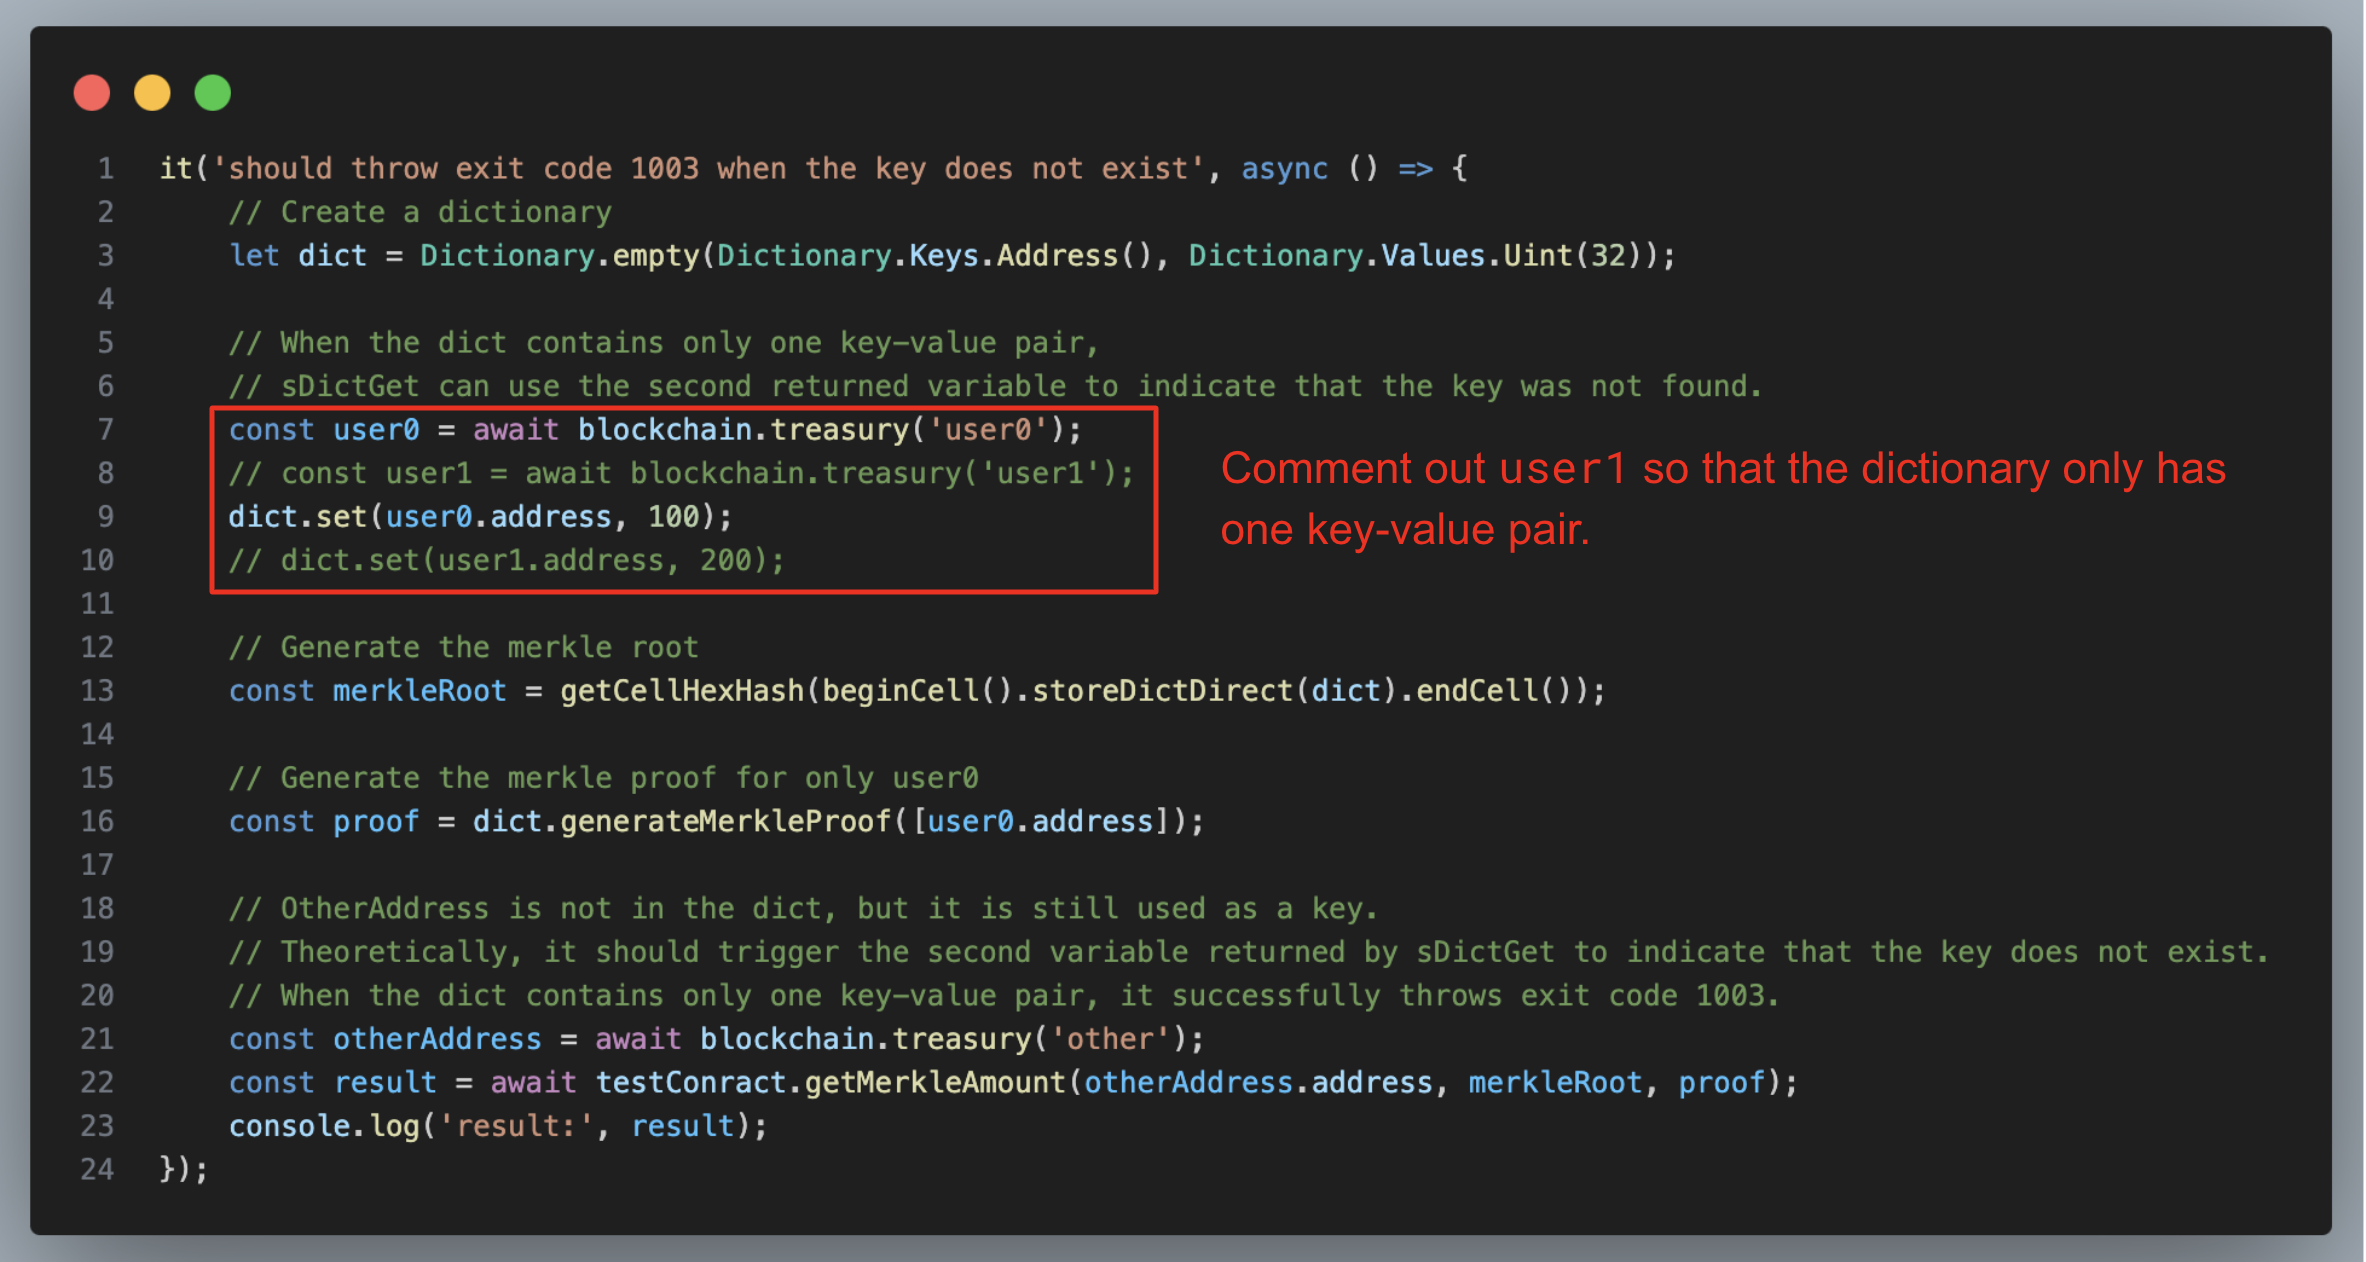 1 it('should throw exit code 1003 when the key does not exist', async () => {
2 // Create a dictionary
3 let dict = Dictionary.empty(Dictionary.Keys.Address(), Dictionary.Values.Uint(32));
4
5 // When the dict contains only one key-value pair,
6 // sDictGet can use the second returned variable to indicate that the key was not found.
7 const user0 = await blockchain.treasury('user0');
8 // const user1 = await blockchain.treasury('user1');
9 dict.set(user0.address, 100);
10 // dict.set(user1.address, 200);
Comment out user1 so that the dictionary only has
one key-value pair.
11
12 // Generate the merkle root
13 const merkleRoot = getCellHexHash(beginCell().storeDictDirect(dict).endCell());
14
15 // Generate the merkle proof for only user0
16 const proof = dict.generateMerkleProof([user0.address]);
17
18 // OtherAddress is not in the dict, but it is still used as a key.
19 // Theoretically, it should trigger the second variable returned by sDictGet to indicate that the key does not exist.
20 // When the dict contains only one key-value pair, it successfully throws exit code 1003.
21 const otherAddress = await blockchain.treasury('other');
22 const result = await testConract.getMerkleAmount(otherAddress.address, merkleRoot, proof);
23 console.log('result:', result);
24 });